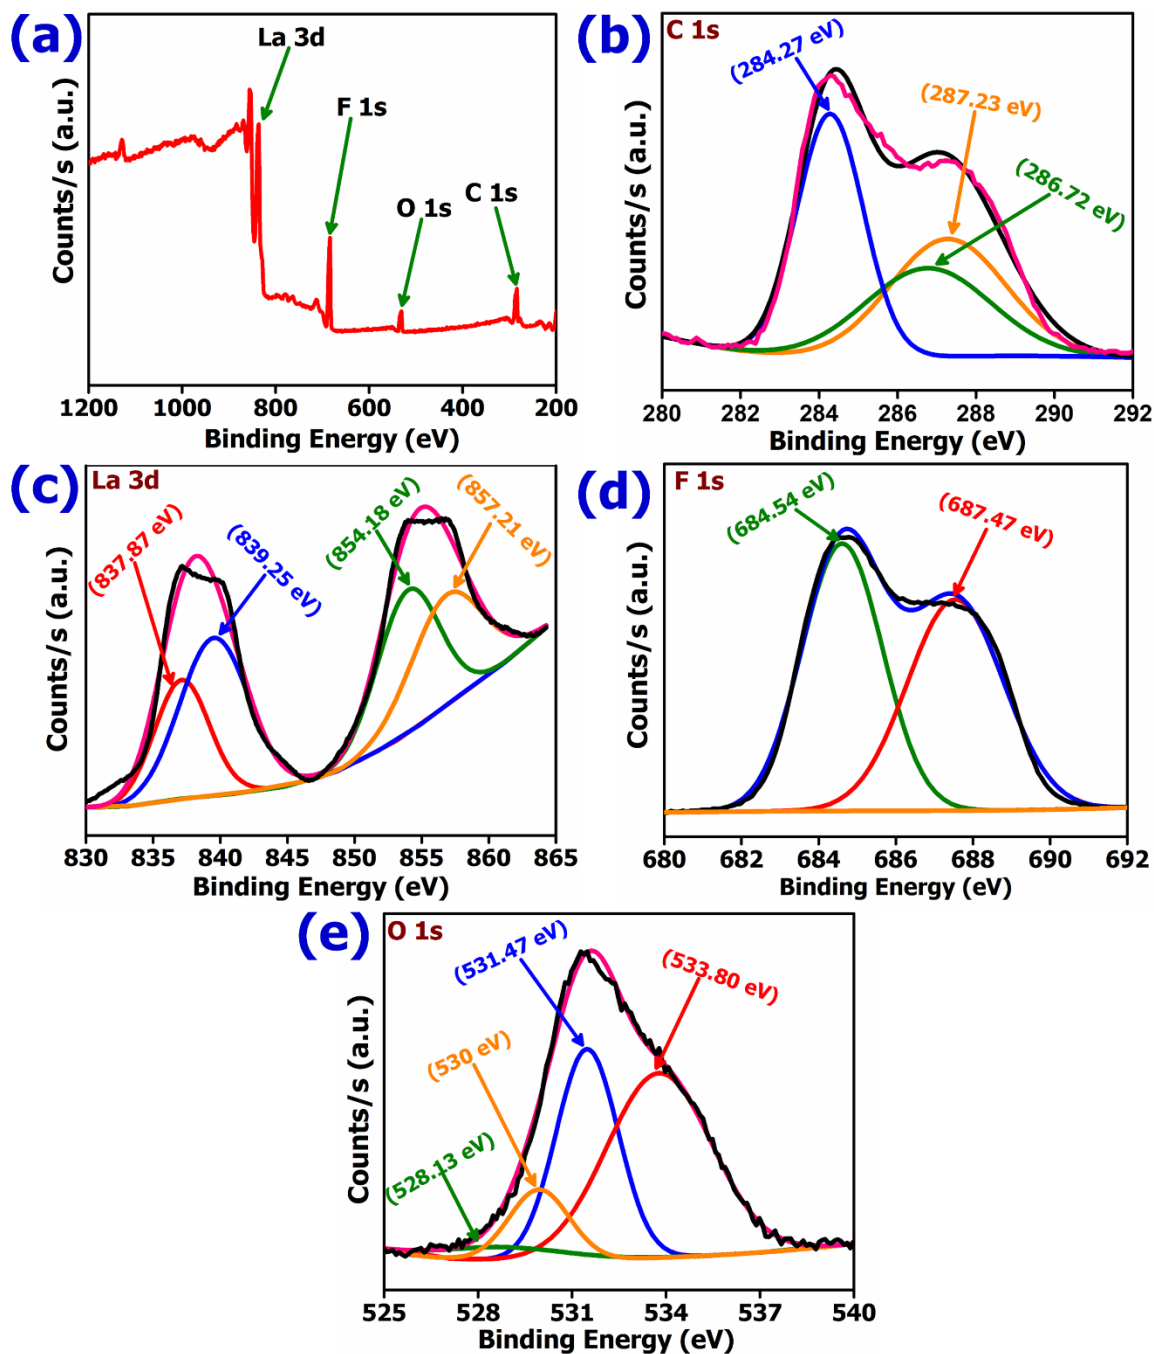 (a)
La 3d
F 1s
O 1s
C 1s
Counts/s (a.u.)
1200 1000 800 600 400 200
Binding Energy (eV)
(b)
C 1s
(284.27 eV)
(287.23 eV)
(286.72 eV)
Counts/s (a.u.)
280 282 284 286 288 290 292
Binding Energy (eV)
(c)
La 3d
(837.87 eV)
(839.25 eV)
(854.18 eV)
(857.21 eV)
Counts/s (a.u.)
830 835 840 845 850 855 860 865
Binding Energy (eV)
(d)
F 1s
(684.54 eV)
(687.47 eV)
Counts/s (a.u.)
680 682 684 686 688 690 692
Binding Energy (eV)
(e)
O 1s
(531.47 eV)
(533.80 eV)
(530 eV)
(528.13 eV)
Counts/s (a.u.)
525 528 531 534 537 540
Binding Energy (eV)